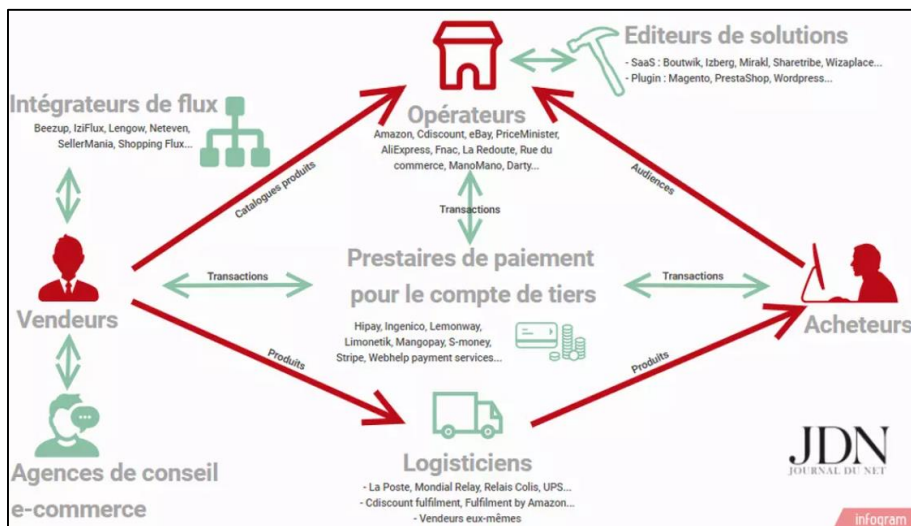 Editeurs de solutions
- SaaS : Boutwik, Izberg, Mirakl, Sharetribe, Wizaplace...
- Plugin : Magento, PrestaShop, Wordpress...
Intégrateurs de flux
Beezup, IziFlux, Lengow, Neteven,
SellerMania, Shopping Flux...
Opérateurs
Amazon, Cdiscount, eBay, PriceMinister,
AliExpress, Fnac, La Redoute, Rue du
commerce, ManoMano, Darty...
Catalogues produits
Audiences
Transactions
Prestaires de paiement
pour le compte de tiers
Transactions
Transactions
Hipay, Ingenico, Lemonway,
Limonetik, Mangopay, S-money,
Stripe, Webhelp payment services...
Vendeurs
Acheteurs
Produits
Produits
Agences de conseil
e-commerce
Logisticiens
- La Poste, Mondial Relay, Relais Colis, UPS...
- Cdiscount fulfilment, Fulfilment by Amazon...
- Vendeurs eux-mêmes
JDN
JOURNAL DU NET
infogram